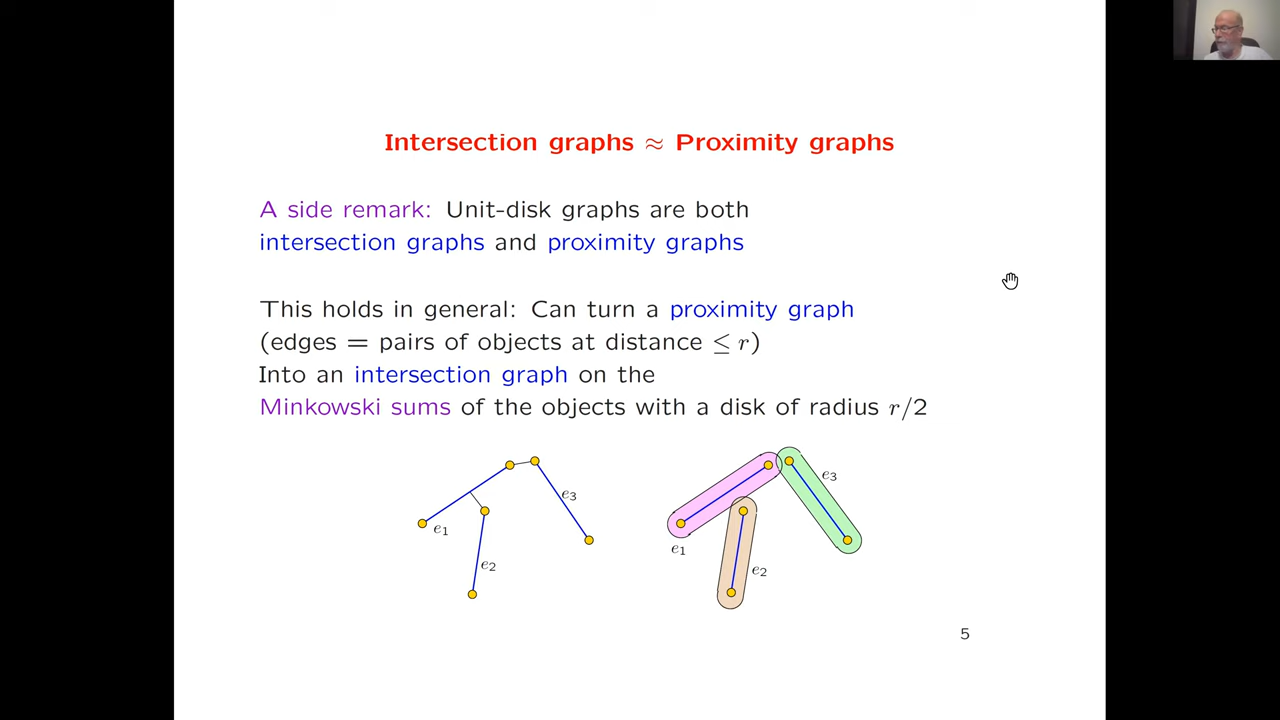 Intersection graphs ≈ Proximity graphs
A side remark: Unit-disk graphs are both
intersection graphs and proximity graphs
This holds in general: Can turn a proximity graph
(edges = pairs of objects at distance ≤ r)
Into an intersection graph on the
Minkowski sums of the objects with a disk of radius r/2
e₁
e₂
e₃
e₁
e₂
e₃
5